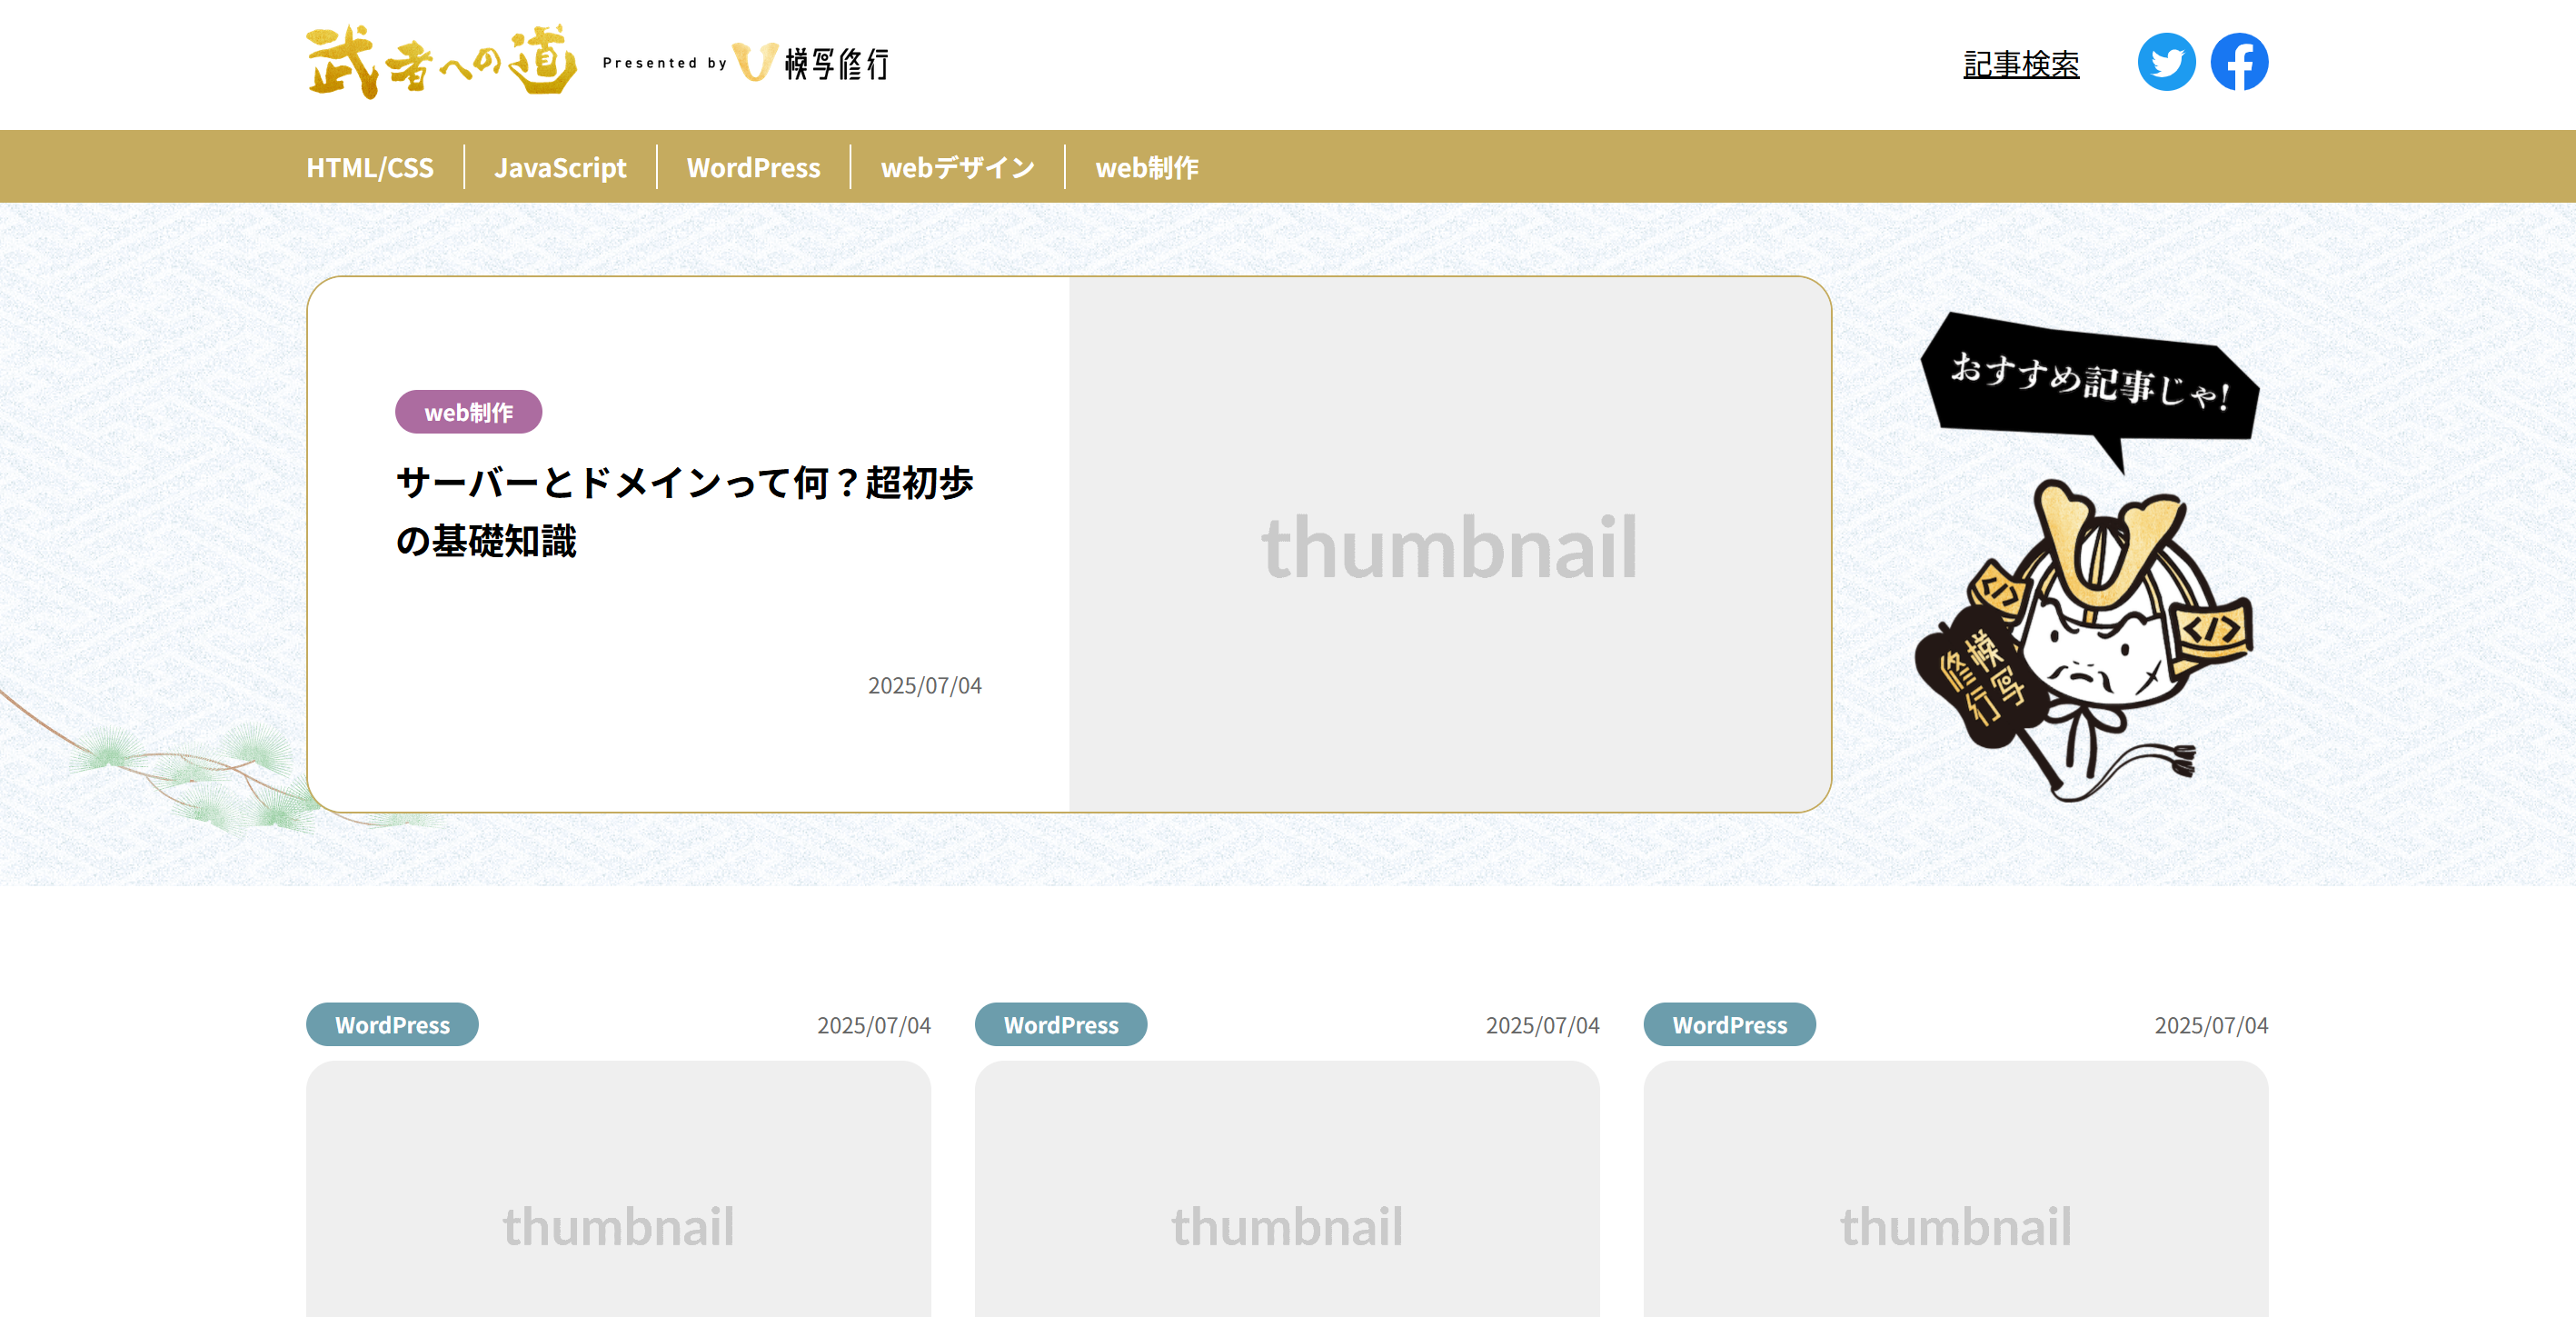 武者への道 Presented by 模写修行
記事検索
HTML/CSS JavaScript WordPress webデザイン web制作
web制作
サーバーとドメインって何？超初歩
の基礎知識
2025/07/04
thumbnail
おすすめ記事じゃ!
</>
</>
模写
修行
WordPress 2025/07/04
thumbnail
WordPress 2025/07/04
thumbnail
WordPress 2025/07/04
thumbnail